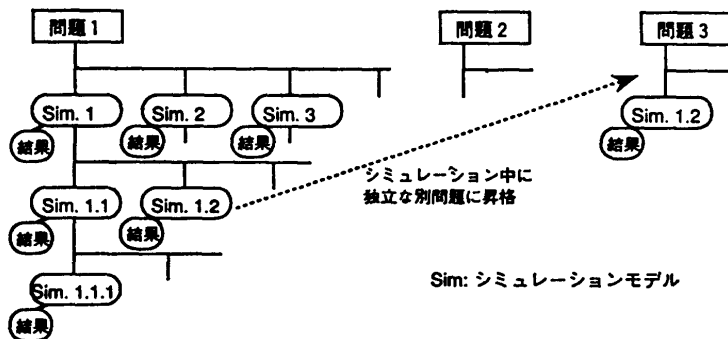 問題1
問題2
問題3
Sim. 1
Sim. 2
Sim. 3
Sim. 1.2
結果
結果
結果
結果
シミュレーション中に
独立な別問題に昇格
Sim. 1.1
Sim. 1.2
結果
結果
Sim. 1.1.1
Sim: シミュレーションモデル
結果